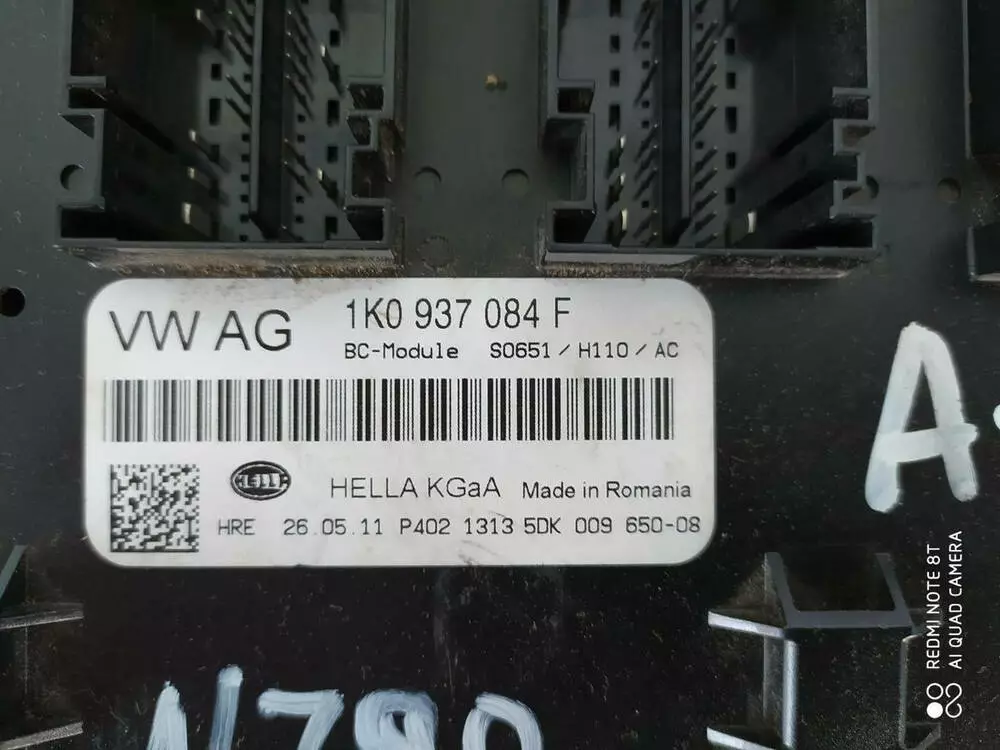 VW AG
1K0 937 084 F
BC-Module S0651 / H110 / AC
HELLA
HELLA KGaA Made in Romania
HRE 26.05.11 P402 1313 5DK 009 650-08
A
REDMI NOTE 8T
AI QUAD CAMERA